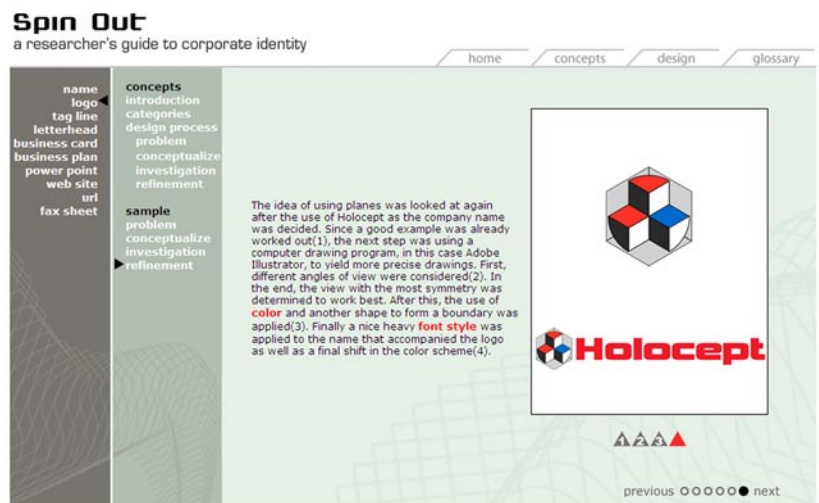 Spin Out
a researcher's guide to corporate identity
home
concepts
design
glossary
name
logo
tag line
letterhead
business card
business plan
power point
web site
url
fax sheet
concepts
introduction
categories
design process
problem
conceptualize
investigation
refinement
sample
problem
conceptualize
investigation
refinement
The idea of using planes was looked at again
after the use of Holocept as the company name
was decided. Since a good example was already
worked out(1), the next step was using a
computer drawing program, in this case Adobe
Illustrator, to yield more precise drawings. First,
different angles of view were considered(2). In
the end, the view with the most symmetry was
determined to work best. After this, the use of
color and another shape to form a boundary was
applied(3). Finally a nice heavy font style was
applied to the name that accompanied the logo
as well as a final shift in the color scheme(4).
Holocept
1 2 3
previous next